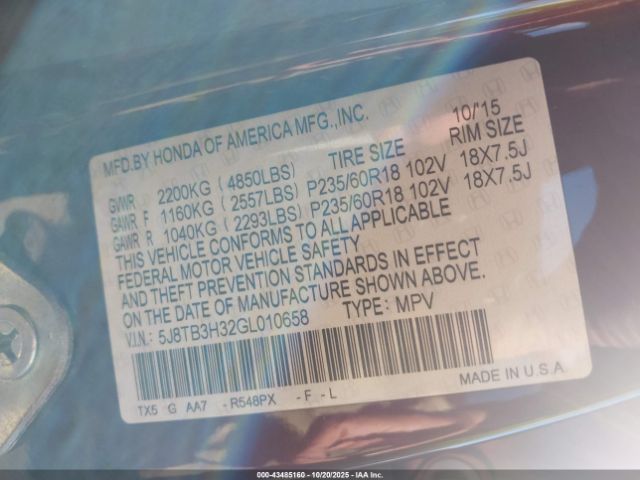 MFD. BY HONDA OF AMERICA MFG., INC. 10/'15
TIRE SIZE RIM SIZE
GVWR 2200KG (4850LBS)
GAWR F 1160KG (2557LBS) P235/60R18 102V 18X7.5J
GAWR R 1040KG (2293LBS) P235/60R18 102V 18X7.5J
THIS VEHICLE CONFORMS TO ALL APPLICABLE
FEDERAL MOTOR VEHICLE SAFETY
AND THEFT PREVENTION STANDARDS IN EFFECT
ON THE DATE OF MANUFACTURE SHOWN ABOVE.
V.I.N.: 5J8TB3H32GL010658 TYPE: MPV
TX5 G AA7 - R548PX - F - L
MADE IN U.S.A.
000-43485160 - 10/20/2025 - IAA Inc.